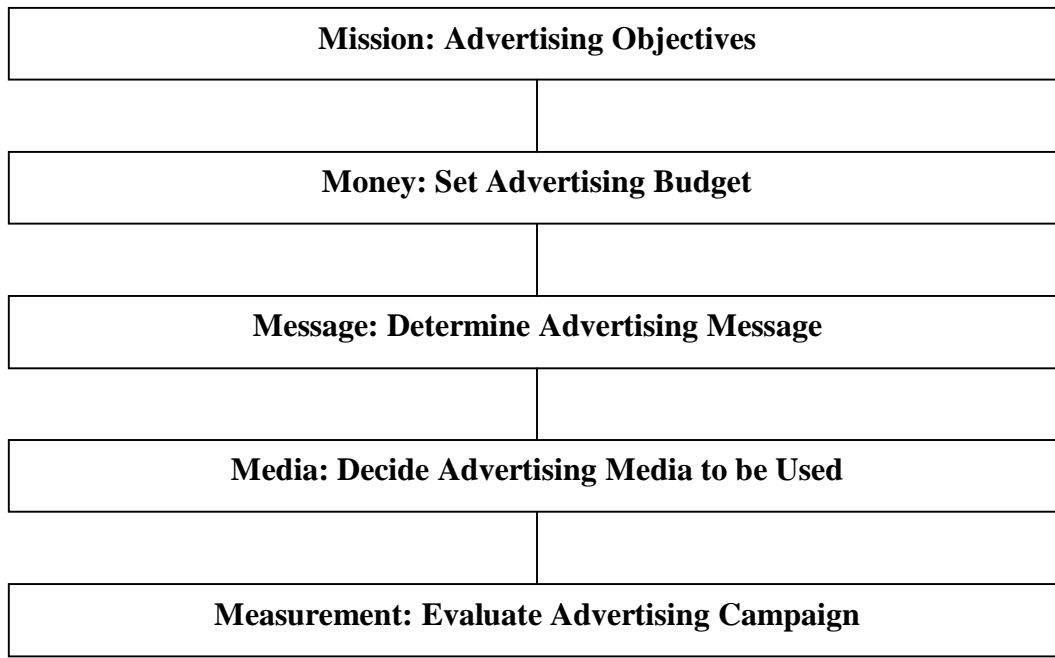 Mission: Advertising Objectives
Money: Set Advertising Budget
Message: Determine Advertising Message
Media: Decide Advertising Media to be Used
Measurement: Evaluate Advertising Campaign